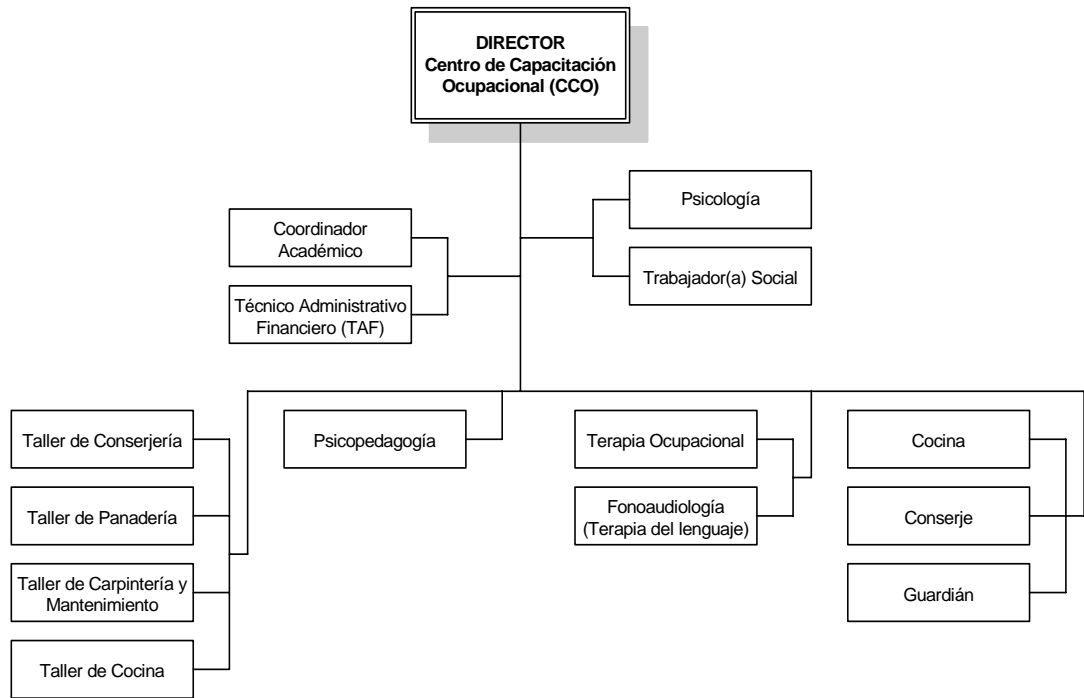 DIRECTOR
Centro de Capacitación
Ocupacional (CCO)
Psicología
Coordinador
Académico
Trabajador(a) Social
Técnico Administrativo
Financiero (TAF)
Taller de Conserjería
Psicopedagogía
Terapia Ocupacional
Cocina
Taller de Panadería
Fonoaudiología
(Terapia del lenguaje)
Conserje
Taller de Carpintería y
Mantenimiento
Guardián
Taller de Cocina